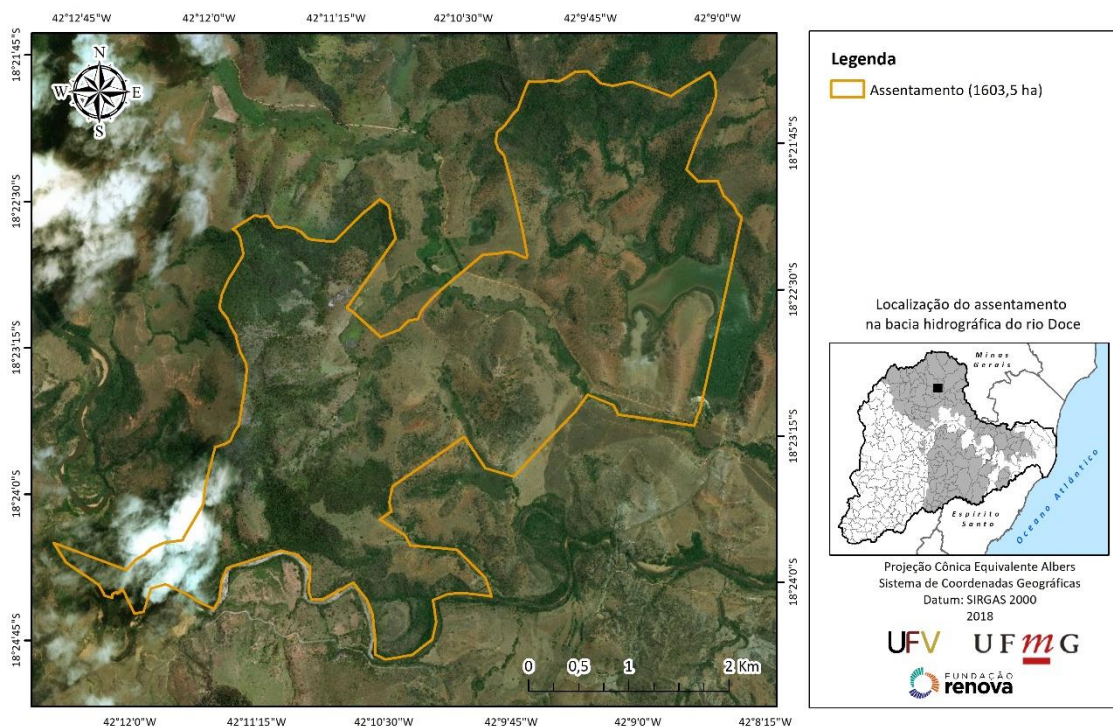 42°12'45"W 42°12'0"W 42°11'15"W 42°10'30"W 42°9'45"W 42°9'0"W
18°21'45"S
18°22'30"S
18°23'15"S
18°24'0"S
18°24'45"S
N
W E
S
18°21'45"S
18°22'30"S
18°23'15"S
18°24'0"S
0 0,5 1 2 Km
42°12'0"W 42°11'15"W 42°10'30"W 42°9'45"W 42°9'0"W 42°8'15"W
Legenda
Assentamento (1603,5 ha)
Localização do assentamento
na bacia hidrográfica do rio Doce
Minas
Gerais
Espírito
Santo
Oceano Atlântico
Projeção Cônica Equivalente Albers
Sistema de Coordenadas Geográficas
Datum: SIRGAS 2000
2018
UFV UFmG
FUNDAÇÃO
renova